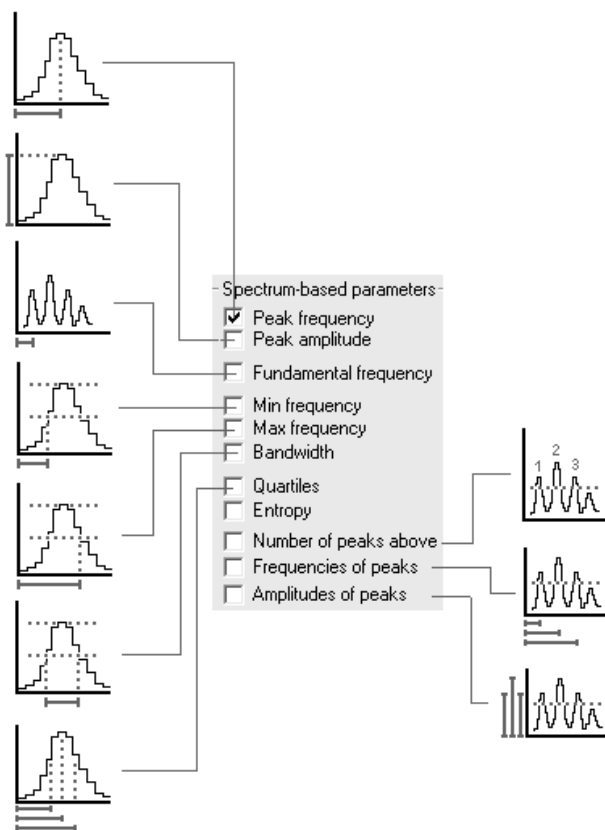 Spectrum-based parameters
Peak frequency
Peak amplitude
Fundamental frequency
Min frequency
Max frequency
Bandwidth
Quartiles
Entropy
Number of peaks above
Frequencies of peaks
Amplitudes of peaks
1 2 3